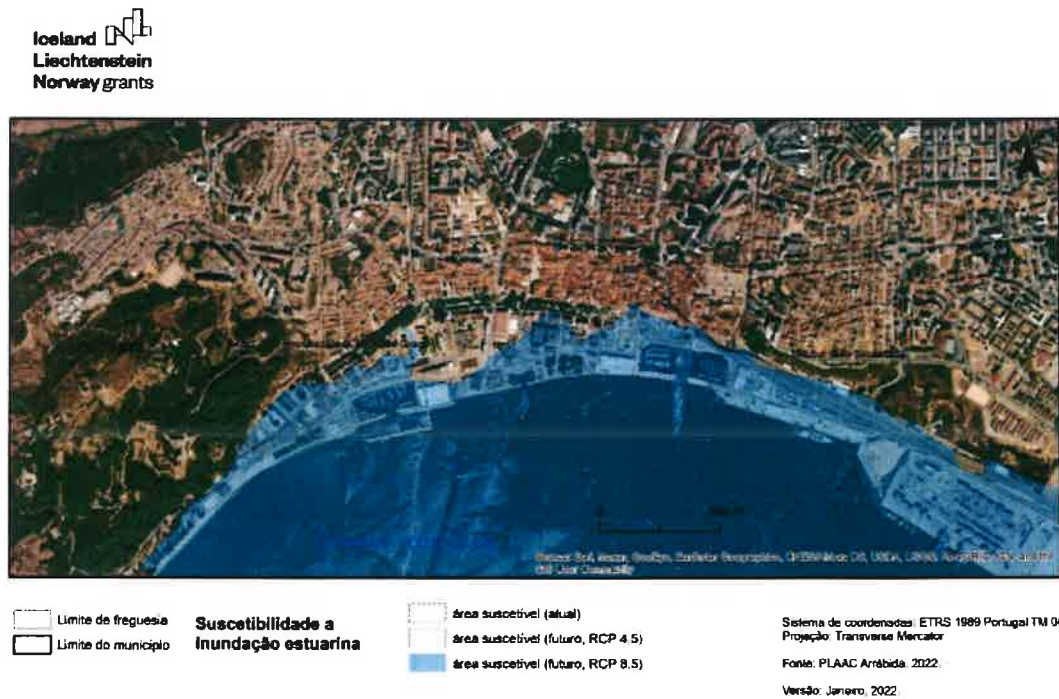 Iceland
Liechtenstein
Norway grants
Limite de freguesia
Limite do município
Suscetibilidade a
inundação estuarina
área suscetível (atual)
área suscetível (futuro, RCP 4.5)
área suscetível (futuro, RCP 8.5)
Sistema de coordenadas: ETRS 1989 Portugal TM 0
Projeção: Transverse Mercator
Fonte: PLAAC Arrábida, 2022.
Versão: Janeiro, 2022.